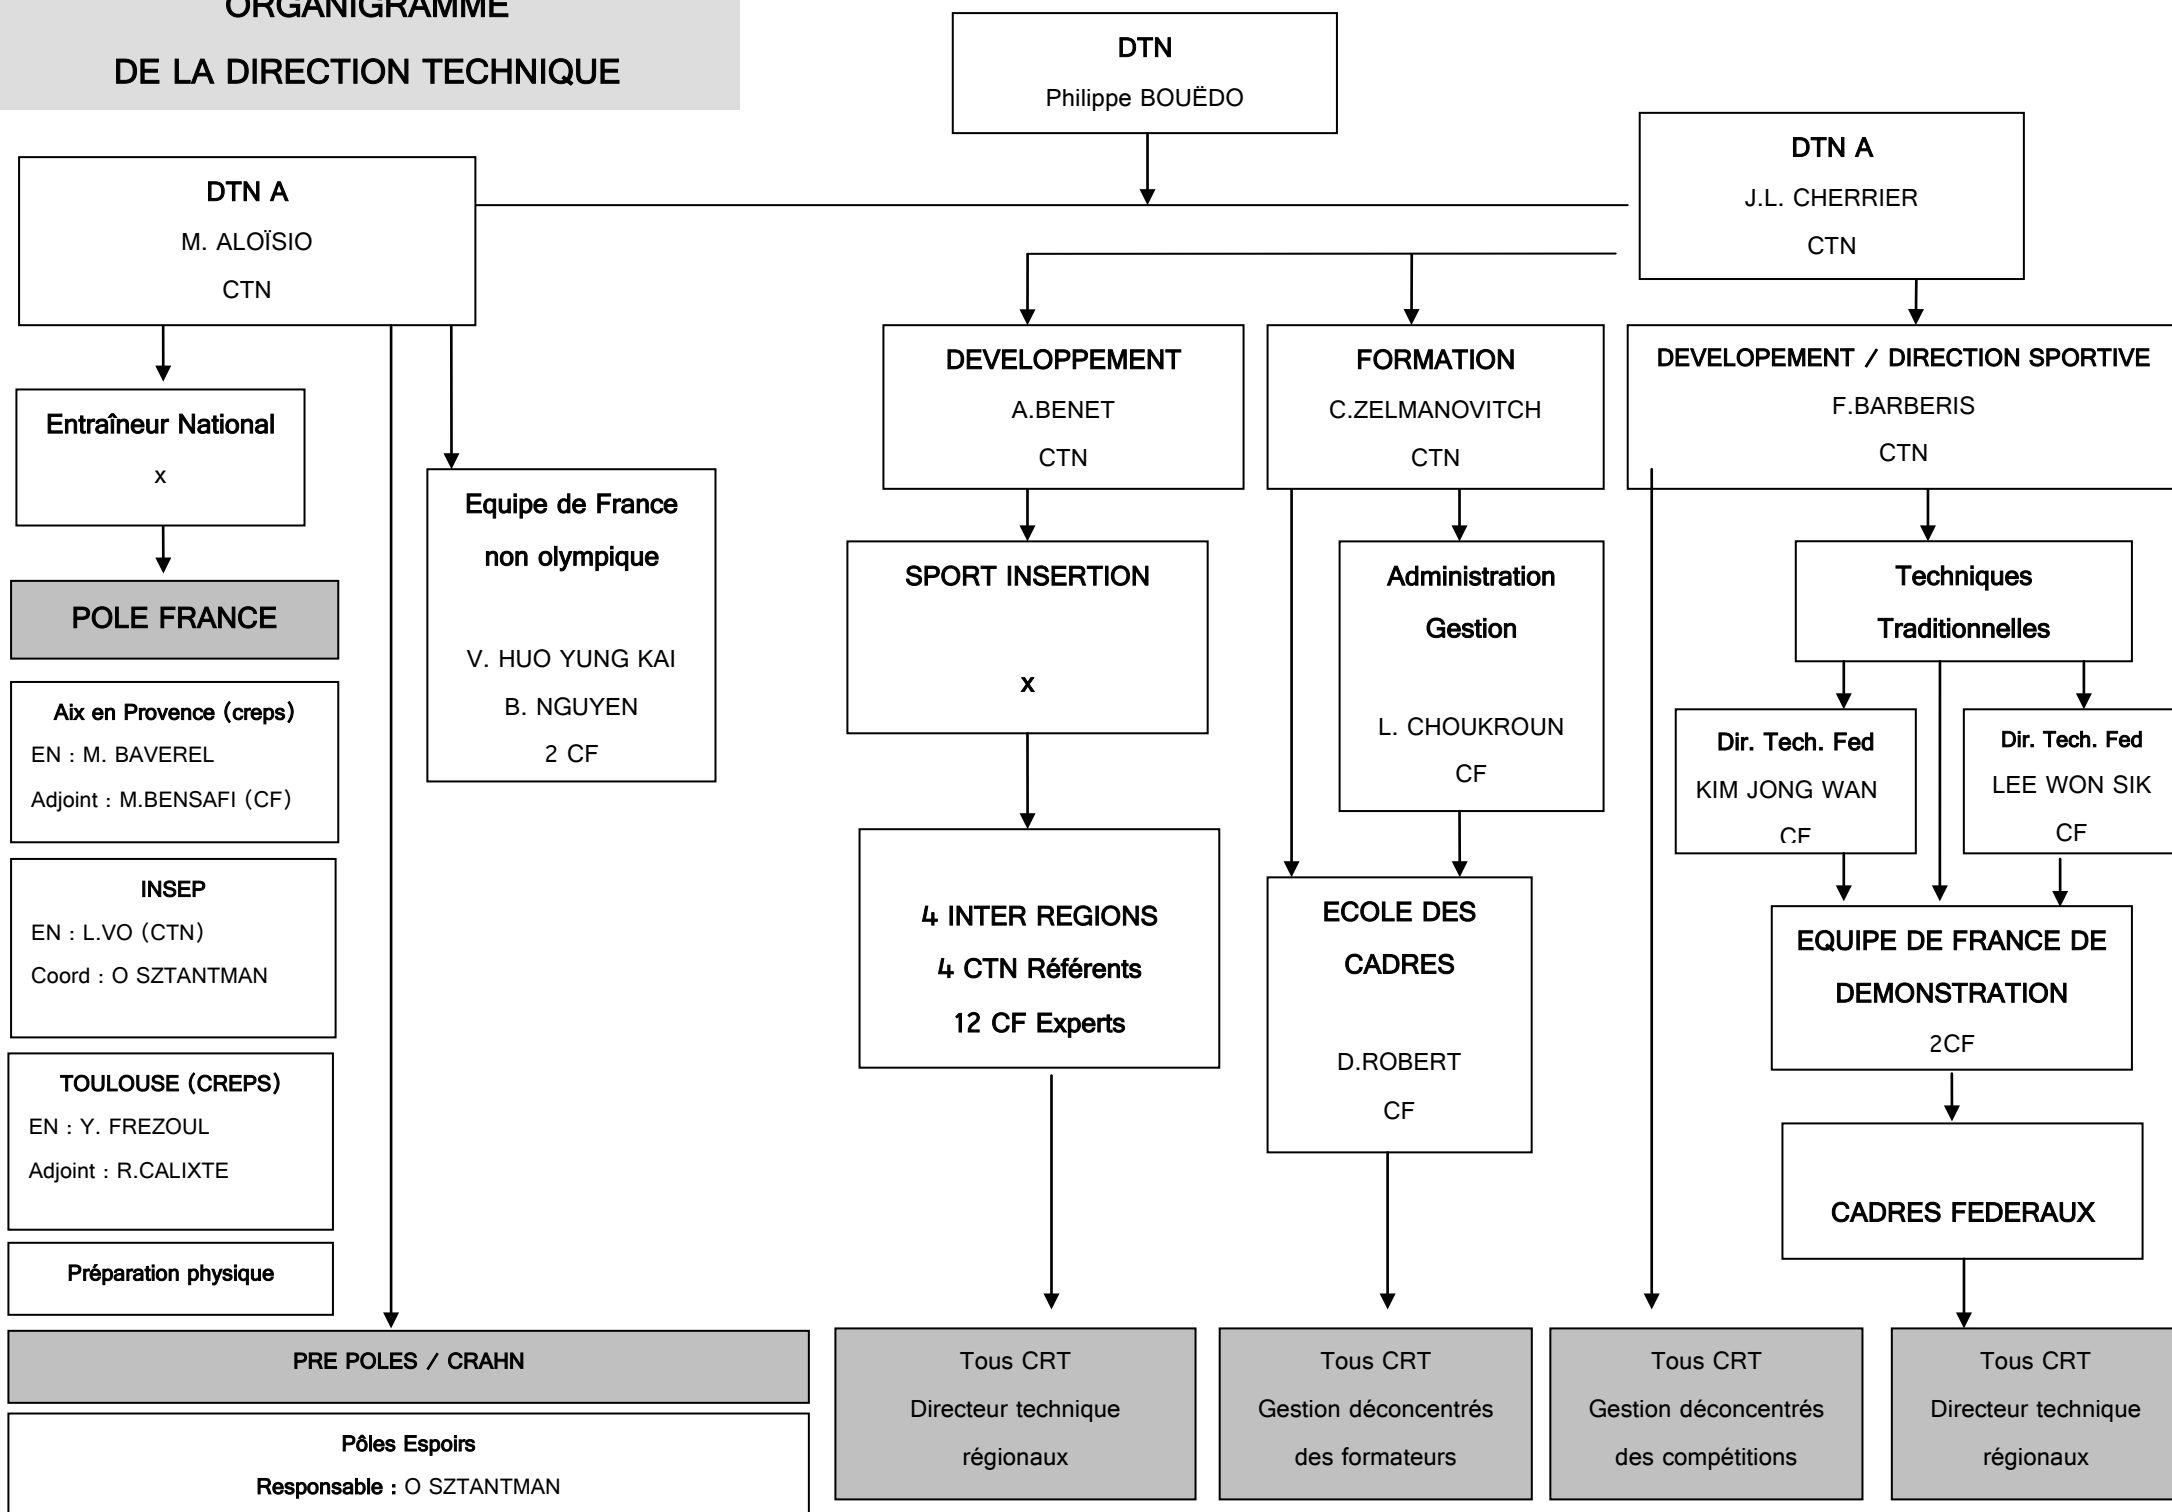 ORGANIGRAMME
DE LA DIRECTION TECHNIQUE
DTN
Philippe BOUËDO
DTN A
M. ALOÏSIO
CTN
DTN A
J.L. CHERRIER
CTN
Entraîneur National
x
POLE FRANCE
Aix en Provence (creps)
EN : M. BAVEREL
Adjoint : M.BENSAFI (CF)
INSEP
EN : L.VO (CTN)
Coord : O SZTANTMAN
TOULOUSE (CREPS)
EN : Y. FREZOUL
Adjoint : R.CALIXTE
Préparation physique
PRE POLES / CRAHN
Pôles Espoirs
Responsable : O SZTANTMAN
Equipe de France
non olympique
V. HUO YUNG KAI
B. NGUYEN
2 CF
DEVELOPPEMENT
A.BENET
CTN
SPORT INSERTION
x
4 INTER REGIONS
4 CTN Référents
12 CF Experts
Tous CRT
Directeur technique
régionaux
FORMATION
C.ZELMANOVITCH
CTN
Administration
Gestion
L. CHOUKROUN
CF
ECOLE DES
CADRES
D.ROBERT
CF
Tous CRT
Gestion déconcentrés
des formateurs
DEVELOPEMENT / DIRECTION SPORTIVE
F.BARBERIS
CTN
Techniques
Traditionnelles
Dir. Tech. Fed
KIM JONG WAN
CF
Dir. Tech. Fed
LEE WON SIK
CF
EQUIPE DE FRANCE DE
DEMONSTRATION
2CF
CADRES FEDERAUX
Tous CRT
Gestion déconcentrés
des compétitions
Tous CRT
Directeur technique
régionaux